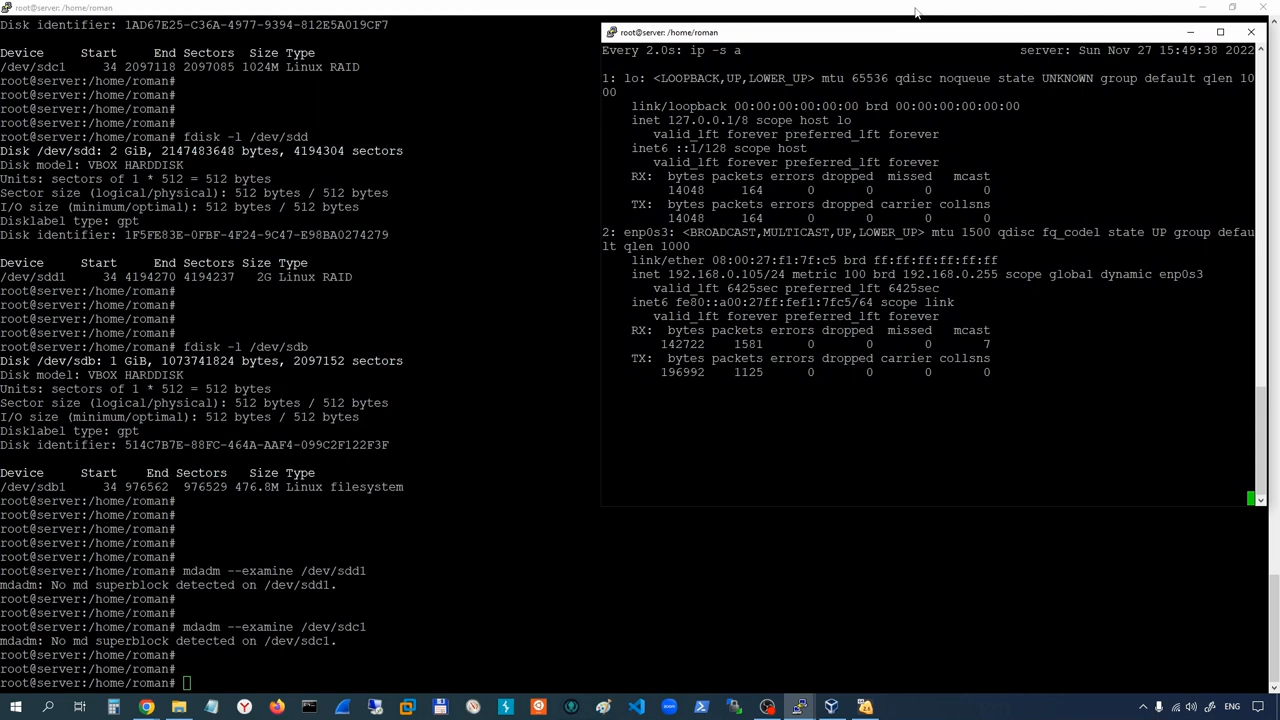 root@server: /home/roman
Disk identifier: 1AD67E25-C36A-4977-9394-812E5A019CF7
Device     Start     End Sectors  Size Type
/dev/sdc1     34 2097118 2097085 1024M Linux RAID
root@server:/home/roman#
root@server:/home/roman#
root@server:/home/roman#
root@server:/home/roman# fdisk -l /dev/sdd
Disk /dev/sdd: 2 GiB, 2147483648 bytes, 4194304 sectors
Disk model: VBOX HARDDISK
Units: sectors of 1 * 512 = 512 bytes
Sector size (logical/physical): 512 bytes / 512 bytes
I/O size (minimum/optimal): 512 bytes / 512 bytes
Disklabel type: gpt
Disk identifier: 1F5FE83E-0FBF-4F24-9C47-E98BA0274279
Device     Start     End Sectors Size Type
/dev/sdd1     34 4194270 4194237   2G Linux RAID
root@server:/home/roman#
root@server:/home/roman#
root@server:/home/roman#
root@server:/home/roman#
root@server:/home/roman# fdisk -l /dev/sdb
Disk /dev/sdb: 1 GiB, 1073741824 bytes, 2097152 sectors
Disk model: VBOX HARDDISK
Units: sectors of 1 * 512 = 512 bytes
Sector size (logical/physical): 512 bytes / 512 bytes
I/O size (minimum/optimal): 512 bytes / 512 bytes
Disklabel type: gpt
Disk identifier: 514C7B7E-88FC-464A-AAF4-099C2F122F3F
Device     Start    End Sectors   Size Type
/dev/sdb1     34 976562  976529 476.8M Linux filesystem
root@server:/home/roman#
root@server:/home/roman#
root@server:/home/roman#
root@server:/home/roman#
root@server:/home/roman#
root@server:/home/roman# mdadm --examine /dev/sdd1
mdadm: No md superblock detected on /dev/sdd1.
root@server:/home/roman#
root@server:/home/roman#
root@server:/home/roman# mdadm --examine /dev/sdc1
mdadm: No md superblock detected on /dev/sdc1.
root@server:/home/roman#
root@server:/home/roman#
root@server:/home/roman#
root@server: /home/roman
Every 2.0s: ip -s a server: Sun Nov 27 15:49:38 2022
1: lo: <LOOPBACK,UP,LOWER_UP> mtu 65536 qdisc noqueue state UNKNOWN group default qlen 10
00
link/loopback 00:00:00:00:00:00 brd 00:00:00:00:00:00
inet 127.0.0.1/8 scope host lo
valid_lft forever preferred_lft forever
inet6 ::1/128 scope host
valid_lft forever preferred_lft forever
RX:  bytes packets errors dropped  missed   mcast
14048     164      0       0       0       0
TX:  bytes packets errors dropped carrier collsns
14048     164      0       0       0       0
2: enp0s3: <BROADCAST,MULTICAST,UP,LOWER_UP> mtu 1500 qdisc fq_codel state UP group defau
lt qlen 1000
link/ether 08:00:27:f1:7f:c5 brd ff:ff:ff:ff:ff:ff
inet 192.168.0.105/24 metric 100 brd 192.168.0.255 scope global dynamic enp0s3
valid_lft 6425sec preferred_lft 6425sec
inet6 fe80::a00:27ff:fef1:7fc5/64 scope link
valid_lft forever preferred_lft forever
RX:  bytes packets errors dropped  missed   mcast
142722    1581      0       0       0       7
TX:  bytes packets errors dropped carrier collsns
196992    1125      0       0       0       0
ENG